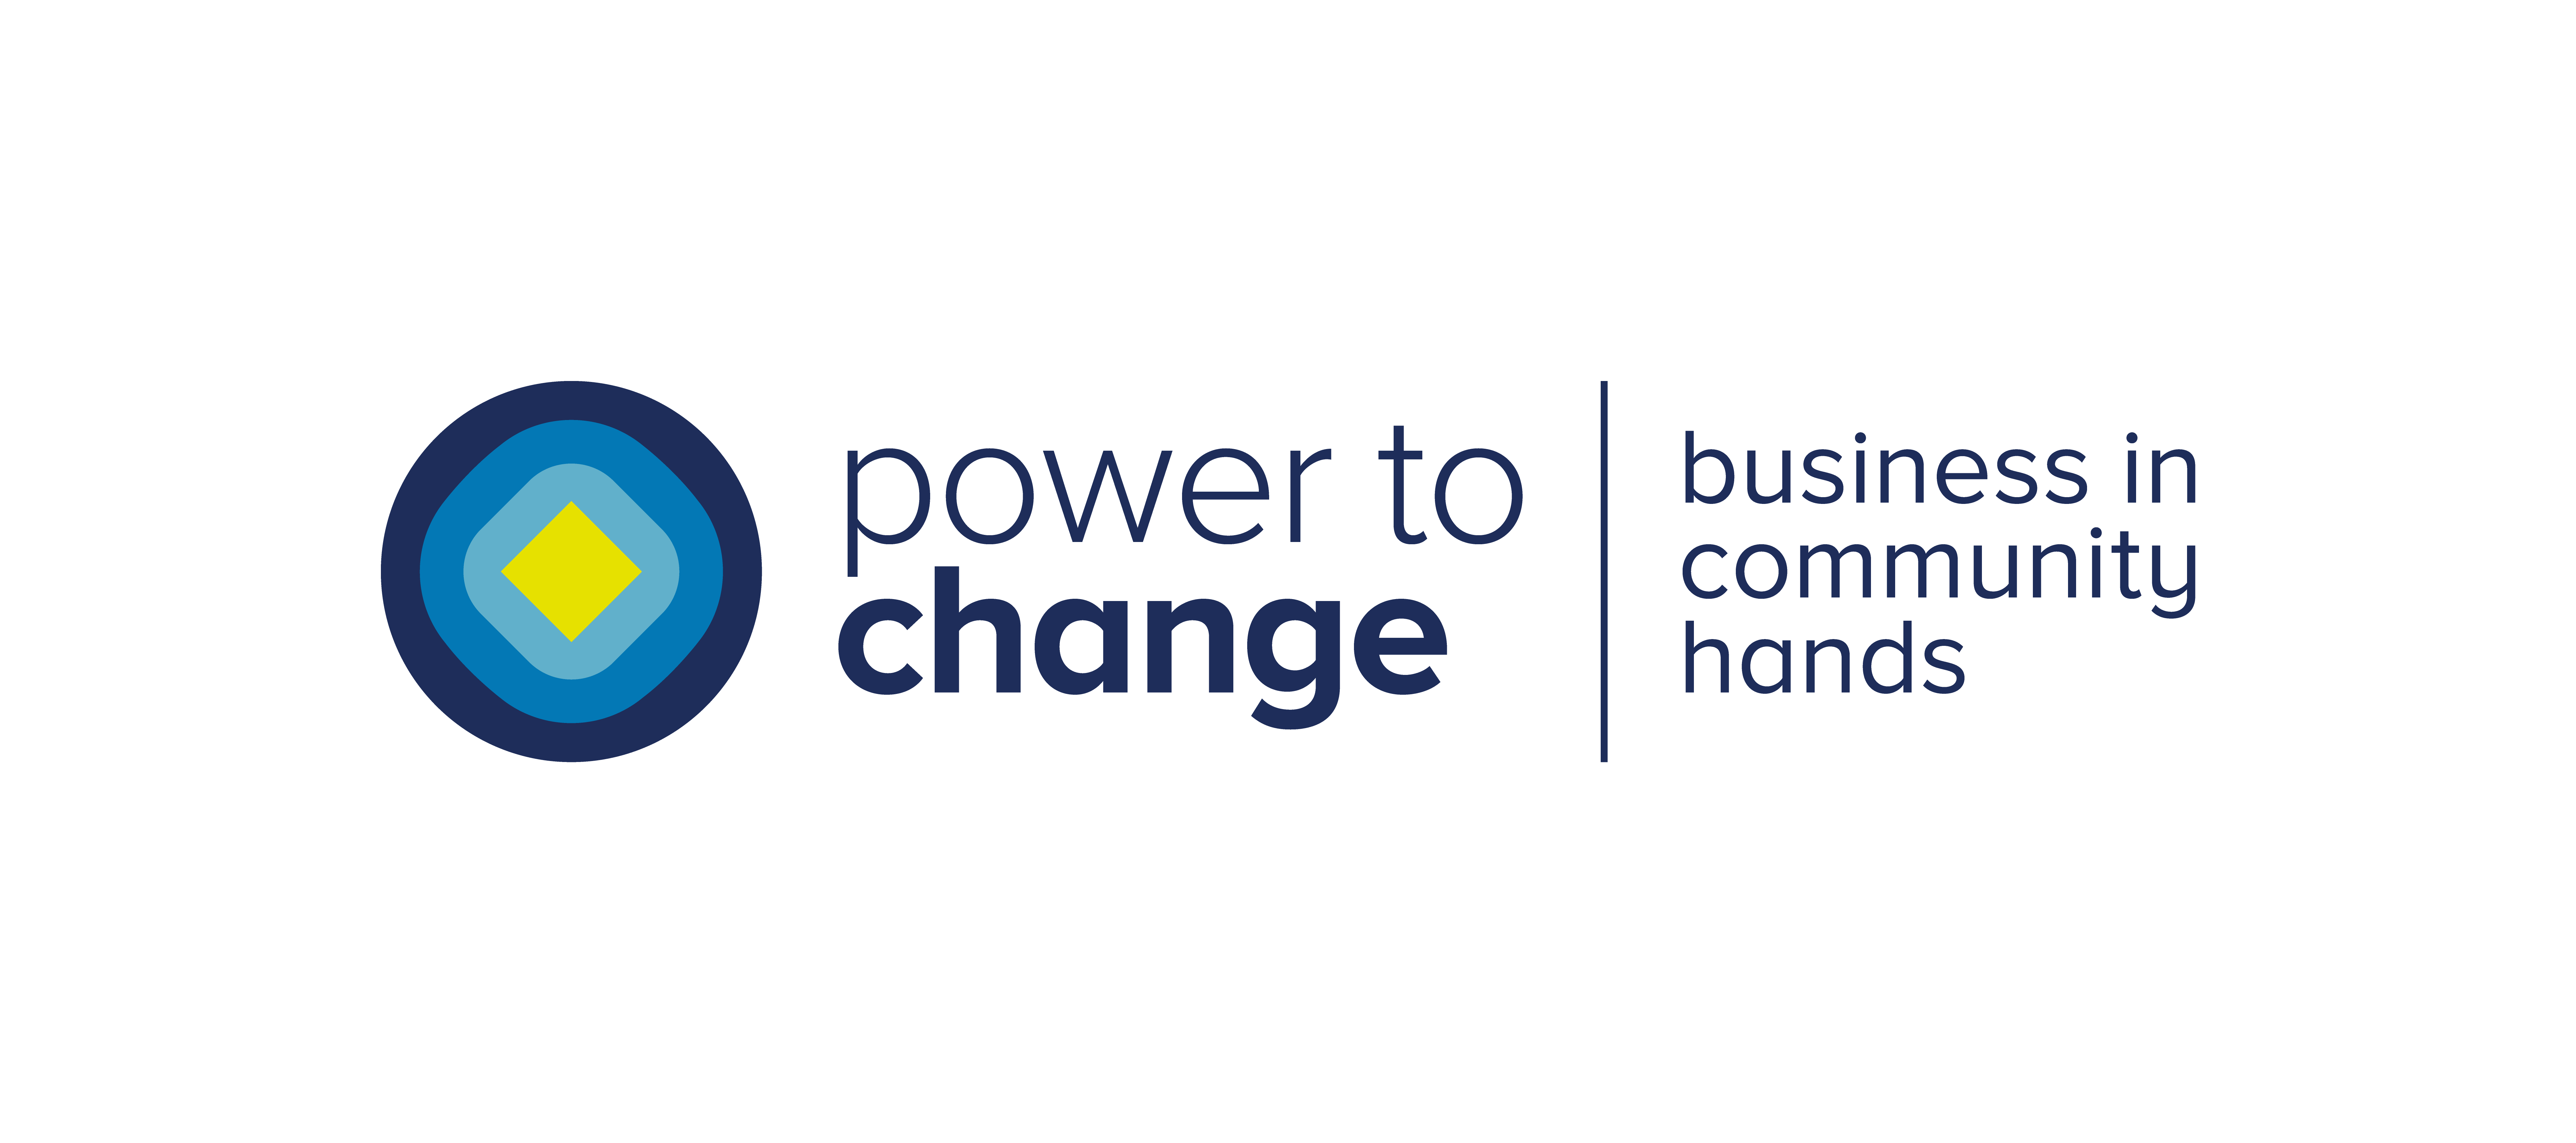 power to
change
business in
community
hands